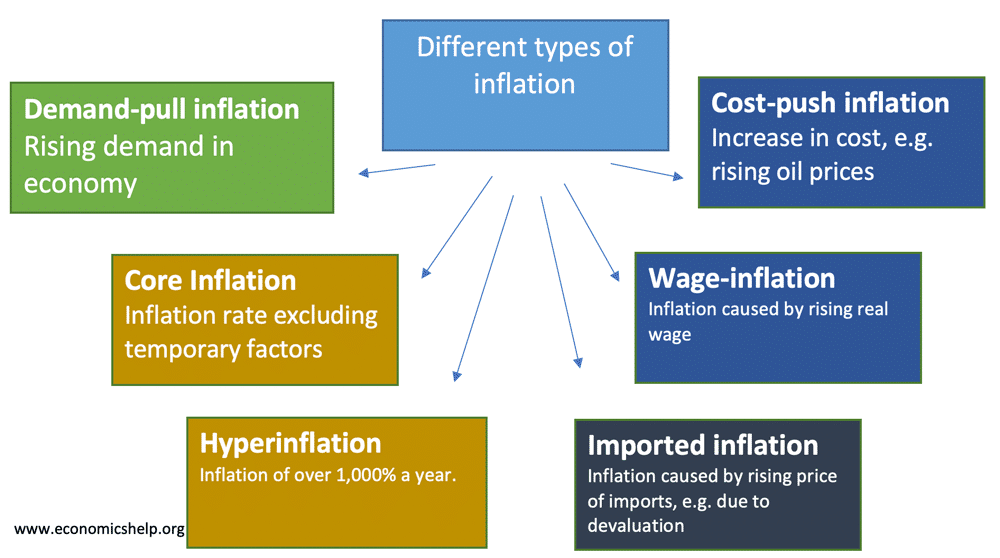 Different types of
inflation
Demand-pull inflation
Rising demand in
economy
Cost-push inflation
Increase in cost, e.g.
rising oil prices
Core Inflation
Inflation rate excluding
temporary factors
Wage-inflation
Inflation caused by rising real
wage
Hyperinflation
Inflation of over 1,000% a year.
Imported inflation
Inflation caused by rising price
of imports, e.g. due to
devaluation
www.economicshelp.org